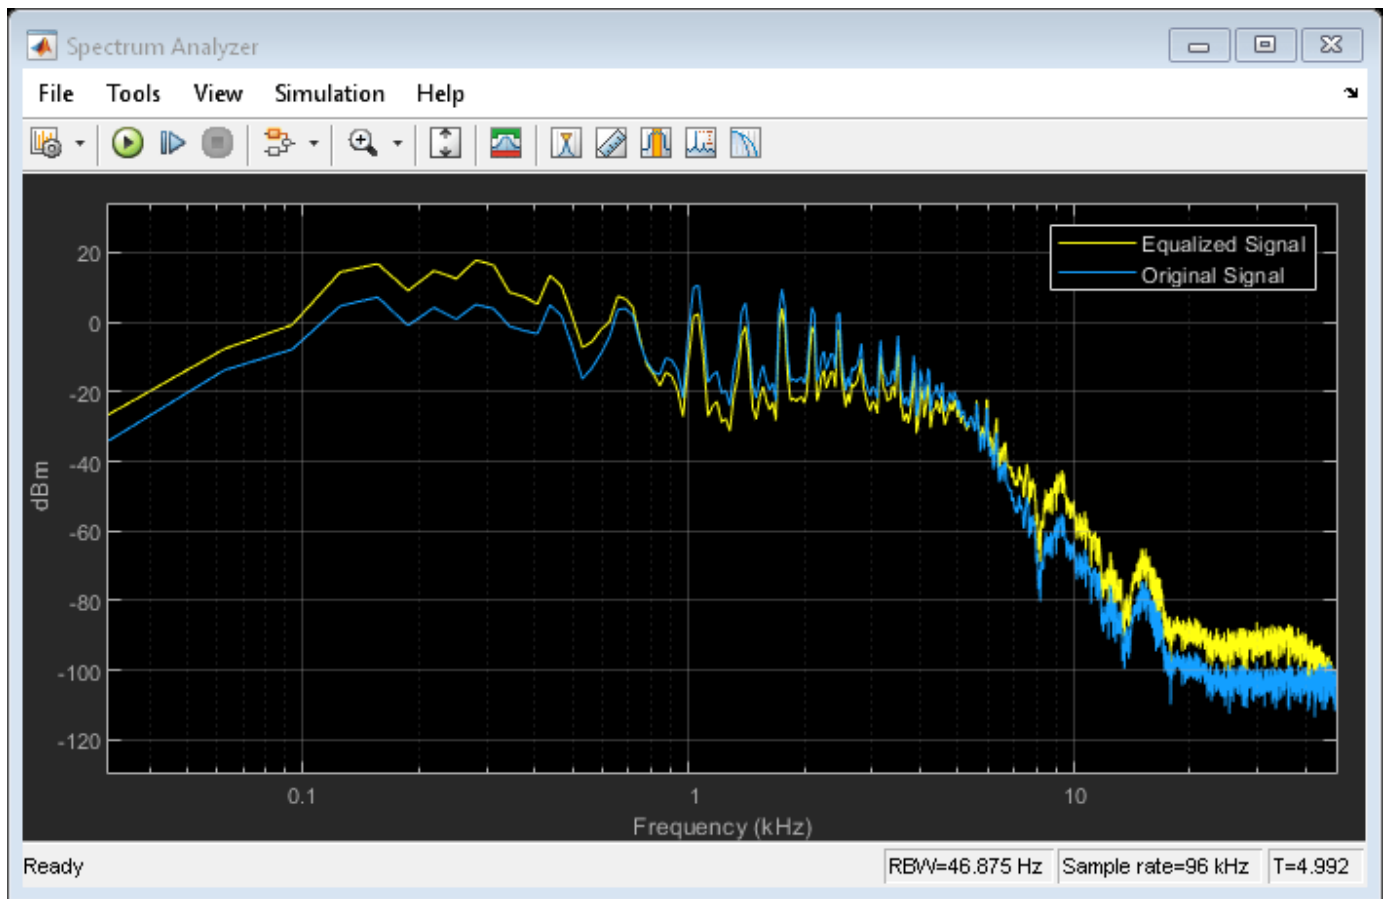 Spectrum Analyzer
File Tools View Simulation Help
Equalized Signal
Original Signal
20
0
-20
-40
-60
-80
-100
-120
dBm
0.1 1 10
Frequency (kHz)
Ready RBW=46.875 Hz Sample rate=96 kHz T=4.992